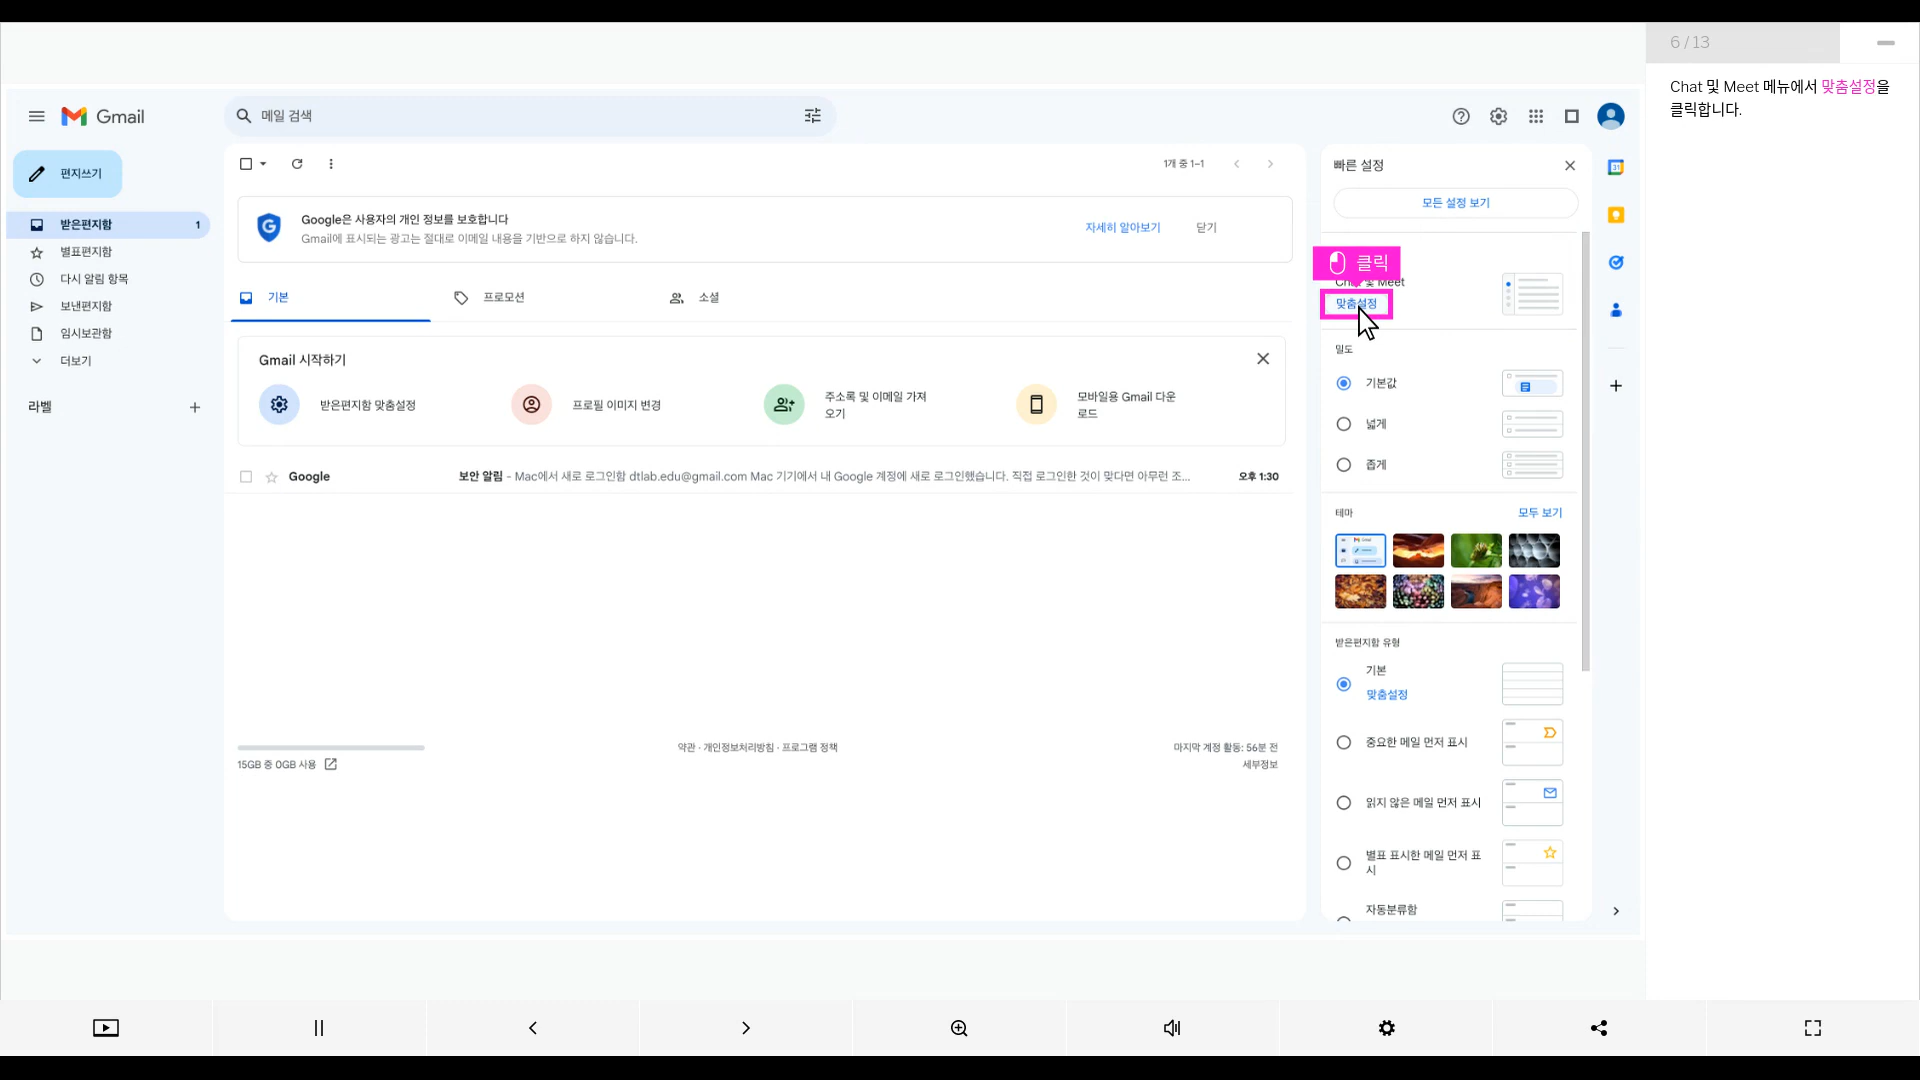 6 / 13
Chat 및 Meet 메뉴에서 맞춤설정을
클릭합니다.
Gmail
메일 검색
편지쓰기
받은편지함 1
별표편지함
다시 알림 항목
보낸편지함
임시보관함
더보기
라벨
1개 중 1–1
Google은 사용자의 개인 정보를 보호합니다
Gmail에 표시되는 광고는 절대로 이메일 내용을 기반으로 하지 않습니다.
자세히 알아보기
닫기
기본
프로모션
소셜
Gmail 시작하기
받은편지함 맞춤설정
프로필 이미지 변경
주소록 및 이메일 가져
오기
모바일용 Gmail 다운
로드
Google 보안 알림 - Mac에서 새로 로그인함 dtlab.edu@gmail.com Mac 기기에서 내 Google 계정에 새로 로그인했습니다. 직접 로그인한 것이 맞다면 아무런 조... 오후 1:30
15GB 중 0GB 사용
약관 · 개인정보처리방침 · 프로그램 정책
마지막 계정 활동: 56분 전
세부정보
빠른 설정
모든 설정 보기
클릭
Chat 및 Meet
맞춤설정
밀도
기본값
넓게
좁게
테마
모두 보기
받은편지함 유형
기본
맞춤설정
중요한 메일 먼저 표시
읽지 않은 메일 먼저 표시
별표 표시한 메일 먼저 표
시
자동분류함
31